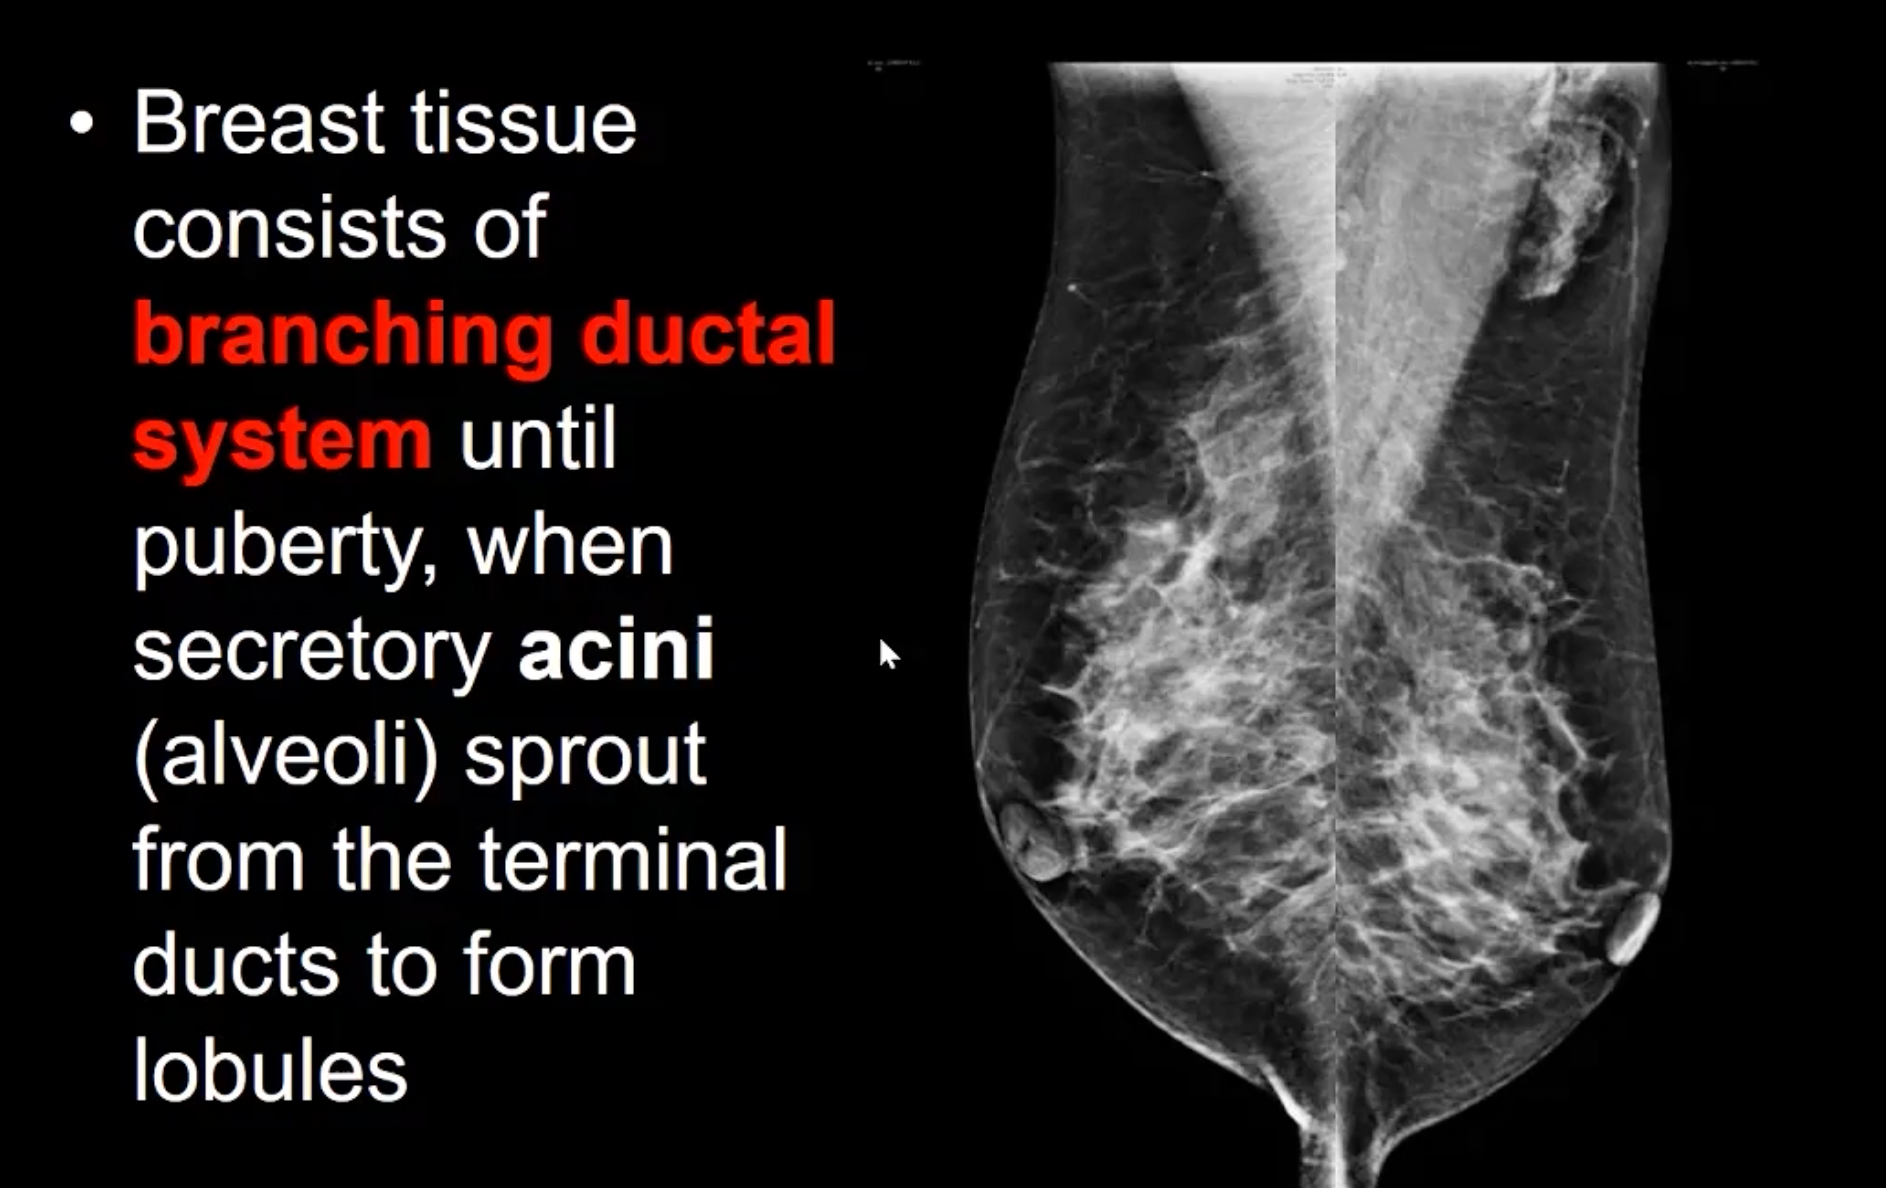 • Breast tissue
consists of
branching ductal
system until
puberty, when
secretory acini
(alveoli) sprout
from the terminal
ducts to form
lobules